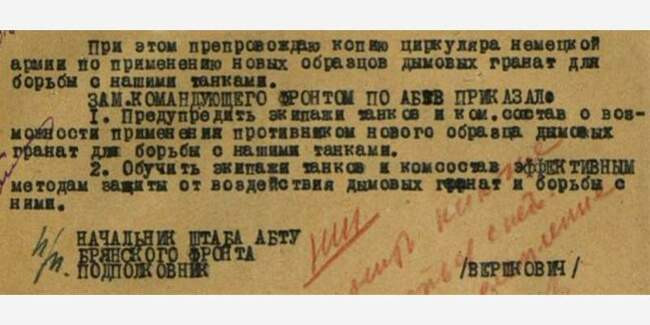 При этом препровождаю копию циркуляра немецкой
армии по применению новых образцов дымовых гранат для
борьбы с нашими танками.
ЗАМ.КОМАНДУЮЩЕГО ФРОНТОМ ПО АБТВ ПРИКАЗАЛ:
I. Предупредить экипажи танков и ком.состав о воз-
можности применения противником нового образца дымовых
гранат для борьбы с нашими танками.
2. Обучить экипажи танков и комсостав ЭФФЕКТИВНЫМ
методам защиты от воздействия дымовых гранат и борьбы с
ними.
п/п. НАЧАЛЬНИК ШТАБА АБТУ
БРЯНСКОГО ФРОНТА
ПОДПОЛКОВНИК /ВЕРШКОВИЧ/